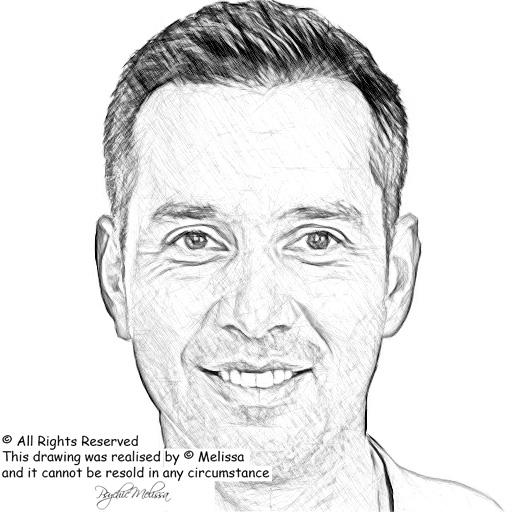 © All Rights Reserved
This drawing was realised by © Melissa
and it cannot be resold in any circumstance
Psychic Melissa